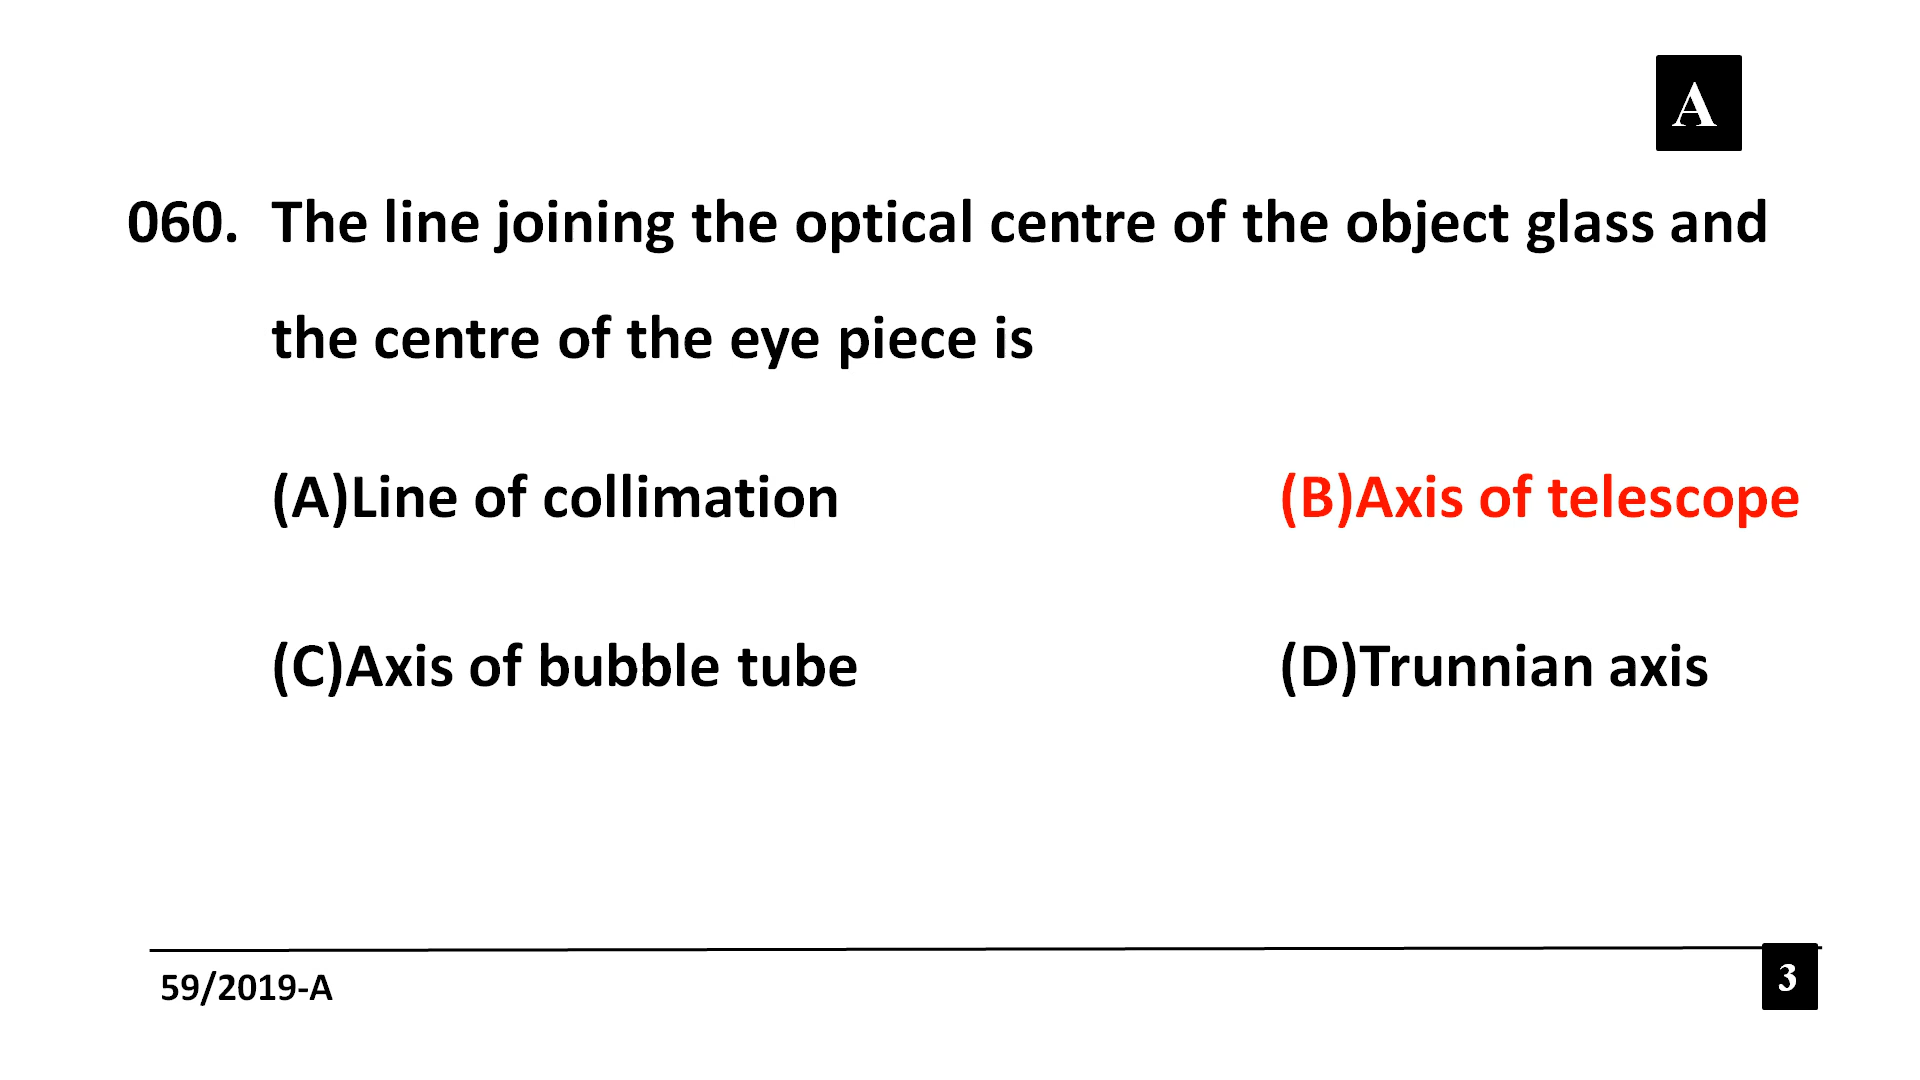 A
060. The line joining the optical centre of the object glass and
the centre of the eye piece is
(A)Line of collimation (B)Axis of telescope
(C)Axis of bubble tube (D)Trunnian axis
59/2019-A 3